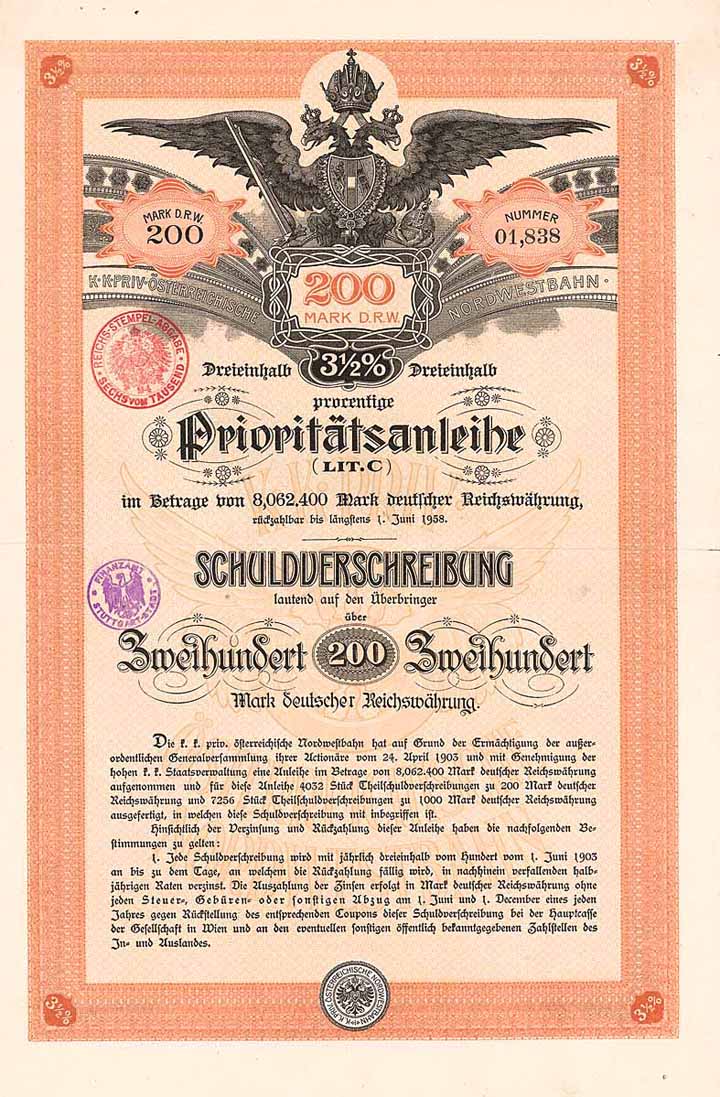 3½%
3½%
MARK D.R.W.
200
NUMMER
01,838
K. K. PRIV. ÖSTERREICHISCHE
NORDWESTBAHN.
200
MARK D.R.W.
REICHS-STEMPEL-ABGABE
SECHS VOM TAUSEND
94
Dreieinhalb 3½% Dreieinhalb
procentige
Prioritätsanleihe
(LIT. C)
im Betrage von 8,062.400 Mark deutscher Reichswährung,
rückzahlbar bis längstens 1. Juni 1958.
FINANZAMT
STUTTGART-STADT
SCHULDVERSCHREIBUNG
lautend auf den Überbringer
über
Zweihundert 200 Zweihundert
Mark deutscher Reichswährung.
Die k. k. priv. österreichische Nordwestbahn hat auf Grund der Ermächtigung der außer-
ordentlichen Generalversammlung ihrer Actionäre vom 24. April 1903 und mit Genehmigung der
hohen k. k. Staatsverwaltung eine Anleihe im Betrage von 8,062.400 Mark deutscher Reichswährung
aufgenommen und für diese Anleihe 4032 Stück Theilschuldverschreibungen zu 200 Mark deutscher
Reichswährung und 7256 Stück Theilschuldverschreibungen zu 1000 Mark deutscher Reichswährung
ausgefertigt, in welchen diese Schuldverschreibung mit inbegriffen ist.
Hinsichtlich der Verzinsung und Rückzahlung dieser Anleihe haben die nachfolgenden Be-
stimmungen zu gelten:
1. Jede Schuldverschreibung wird mit jährlich dreieinhalb vom Hundert vom 1. Juni 1903
an bis zu dem Tage, an welchem die Rückzahlung fällig wird, in nachhinein verfallenden halb-
jährigen Raten verzinst. Die Auszahlung der Zinsen erfolgt in Mark deutscher Reichswährung ohne
jeden Steuer-, Gebüren- oder sonstigen Abzug am 1. Juni und 1. December eines jeden
Jahres gegen Rückstellung des entsprechenden Coupons dieser Schuldverschreibung bei der Hauptcasse
der Gesellschaft in Wien und an den eventuellen sonstigen öffentlich bekanntgegebenen Zahlstellen des
In- und Auslandes.
K. K. PRIV. ÖSTERREICHISCHE NORDWESTBAHN
3½%
3½%